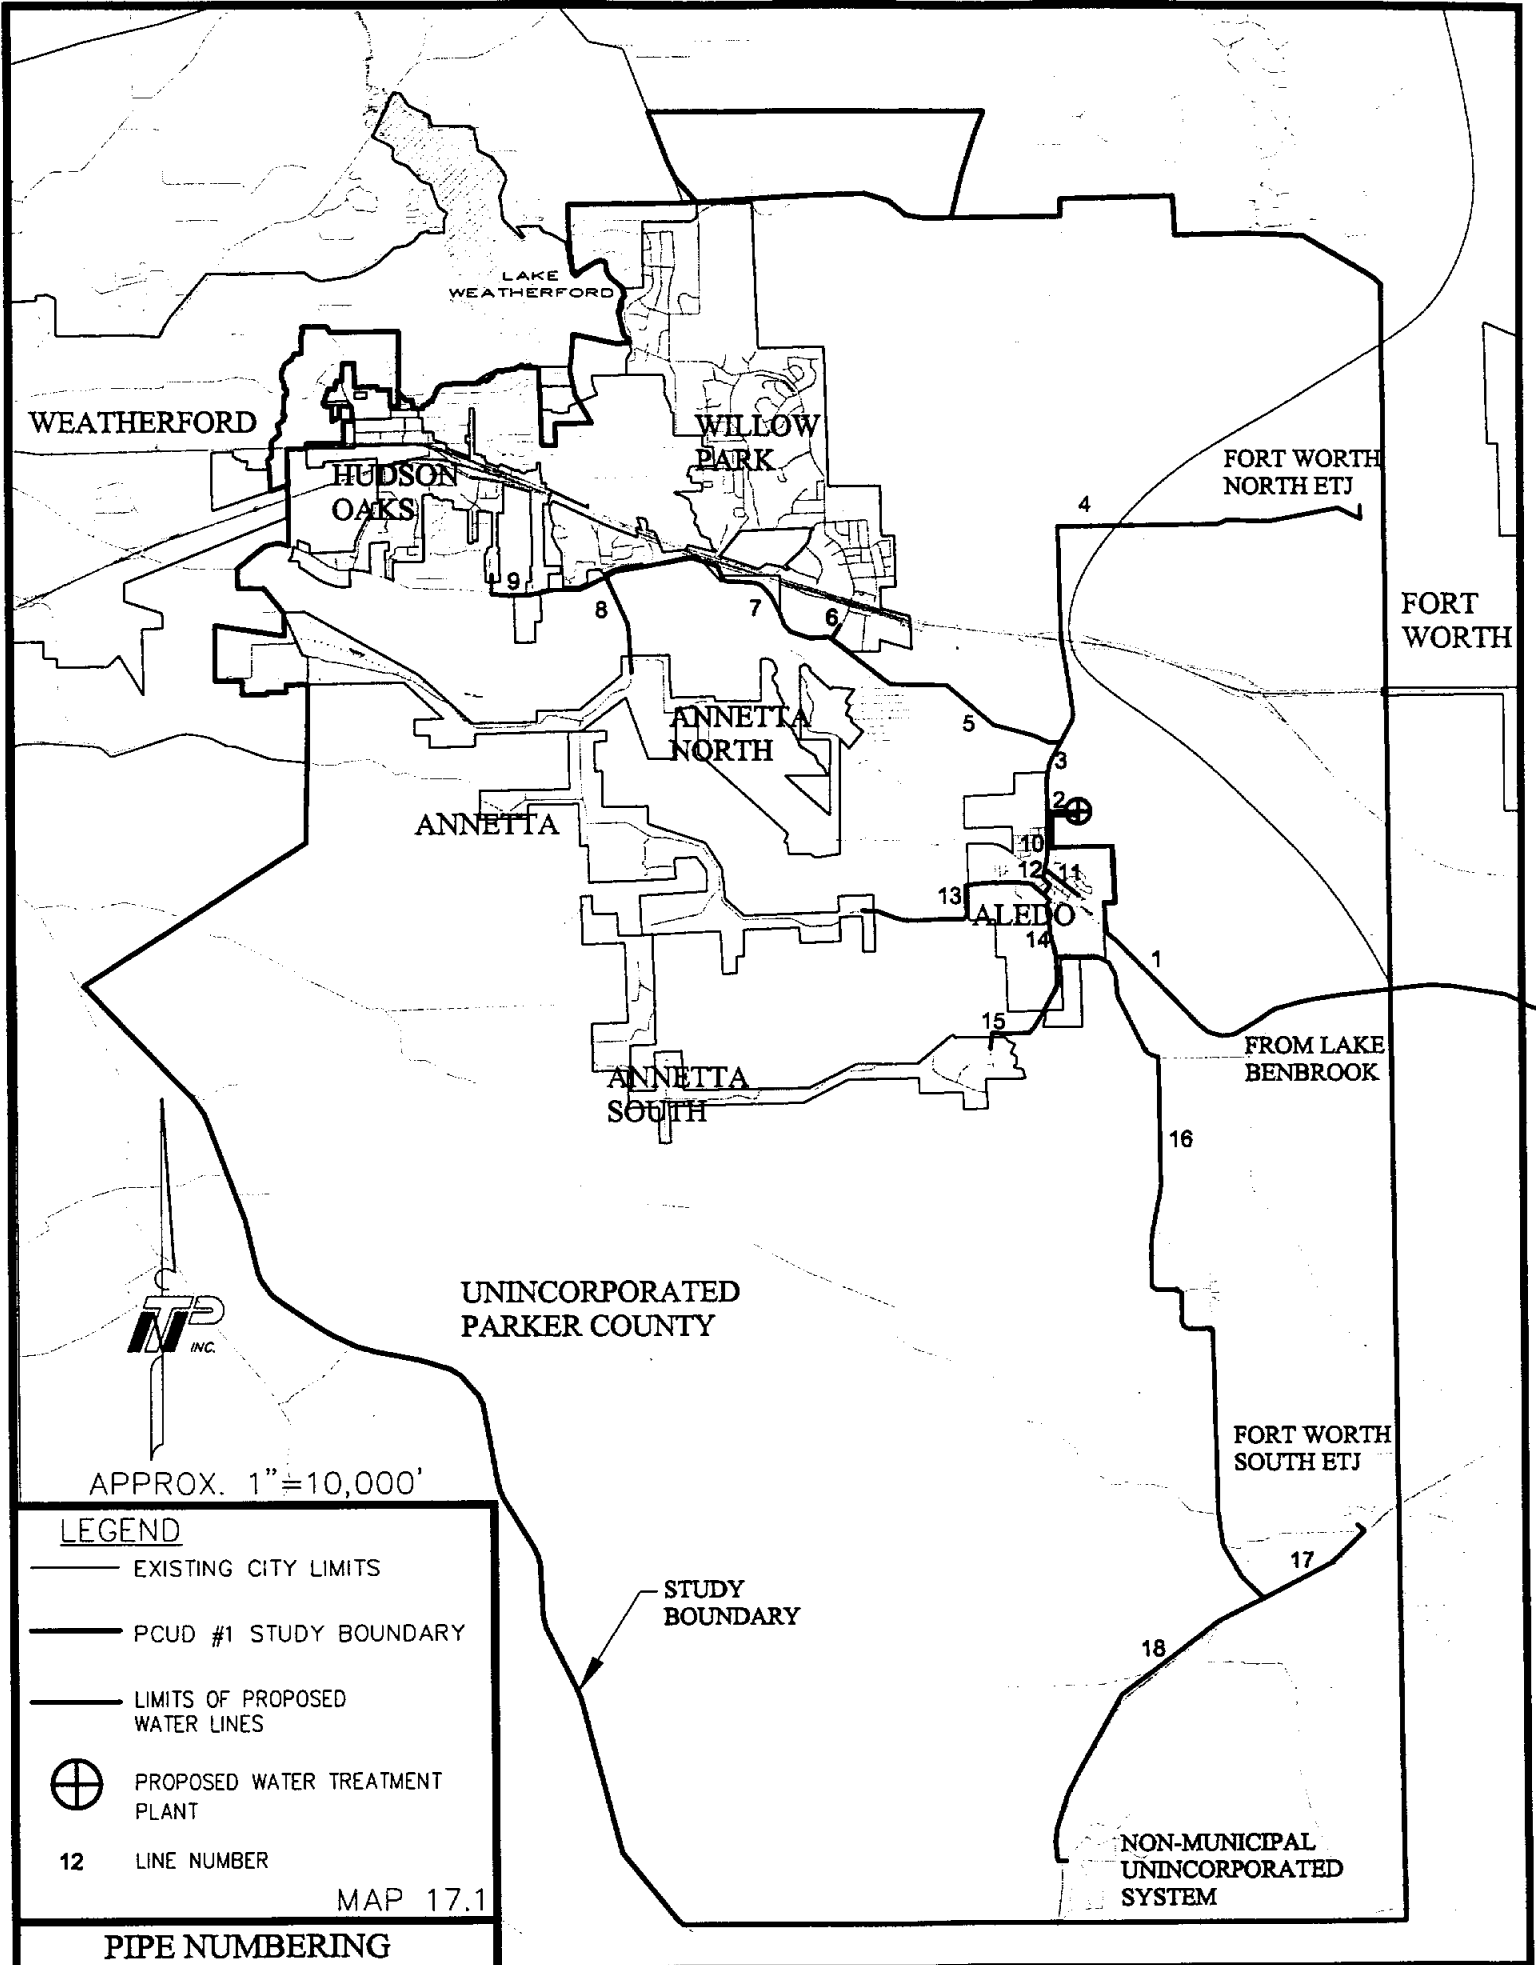 LAKE
WEATHERFORD
WEATHERFORD
WILLOW
PARK
HUDSON
OAKS
FORT WORTH
NORTH ETJ
4
FORT
WORTH
9
8
7
6
5
ANNETTA
NORTH
3
2
ANNETTA
10
12
11
13
ALEDO
14
1
15
FROM LAKE
BENBROOK
ANNETTA
SOUTH
16
UNINCORPORATED
PARKER COUNTY
TNP
INC.
FORT WORTH
SOUTH ETJ
APPROX. 1"=10,000'
LEGEND
EXISTING CITY LIMITS
PCUD #1 STUDY BOUNDARY
LIMITS OF PROPOSED
WATER LINES
PROPOSED WATER TREATMENT
PLANT
12 LINE NUMBER
MAP 17.1
PIPE NUMBERING
STUDY
BOUNDARY
17
18
NON-MUNICIPAL
UNINCORPORATED
SYSTEM